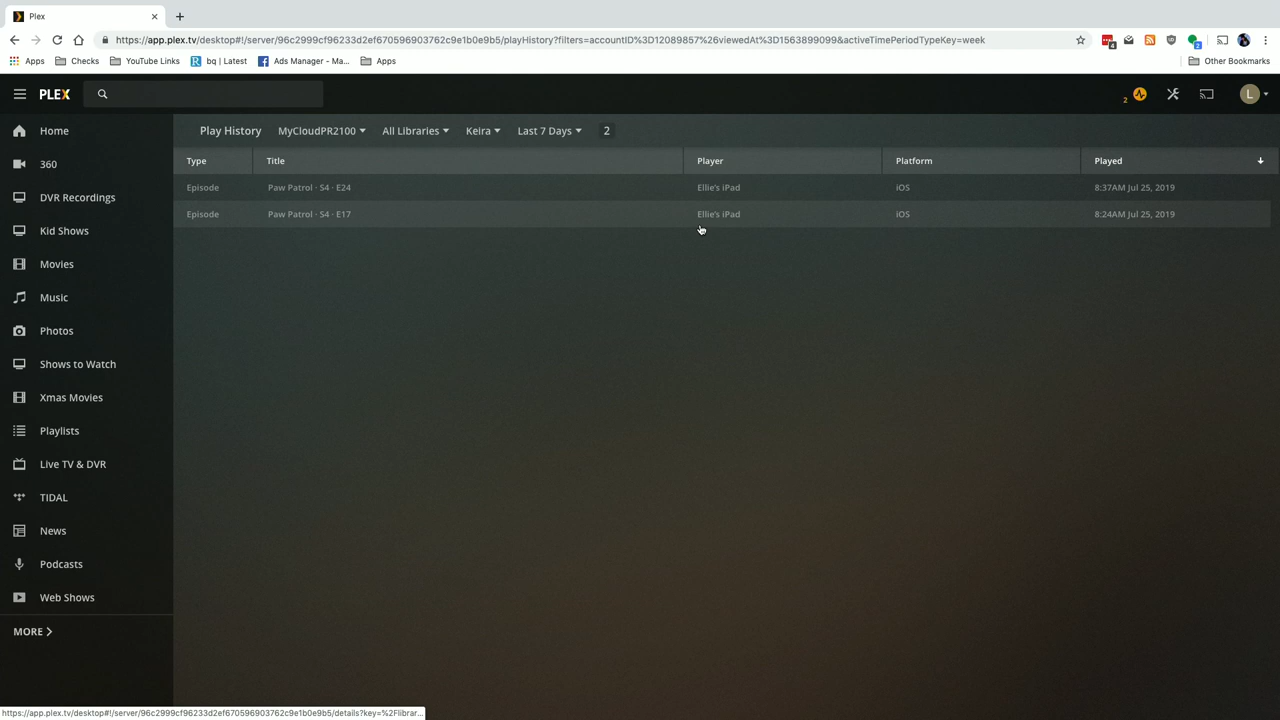 Plex
https://app.plex.tv/desktop#!/server/96c2999cf96233d2ef670596903762c9e1b0e9b5/playHistory?filters=accountID%3D12089857%26viewedAt%3D1563899099&activeTimePeriodTypeKey=week
4
2
Apps Checks YouTube Links bq | Latest Ads Manager - Ma... Apps Other Bookmarks
PLEX 2 L
Home Play History MyCloudPR2100 All Libraries Keira Last 7 Days 2
Type Title Player Platform Played
360
Episode Paw Patrol · S4 · E24 Ellie's iPad iOS 8:37AM Jul 25, 2019
DVR Recordings
Episode Paw Patrol · S4 · E17 Ellie's iPad iOS 8:24AM Jul 25, 2019
Kid Shows
Movies
Music
Photos
Shows to Watch
Xmas Movies
Playlists
Live TV & DVR
TIDAL
News
Podcasts
Web Shows
MORE
https://app.plex.tv/desktop#!/server/96c2999cf96233d2ef670596903762c9e1b0e9b5/details?key=%2Flibrar...